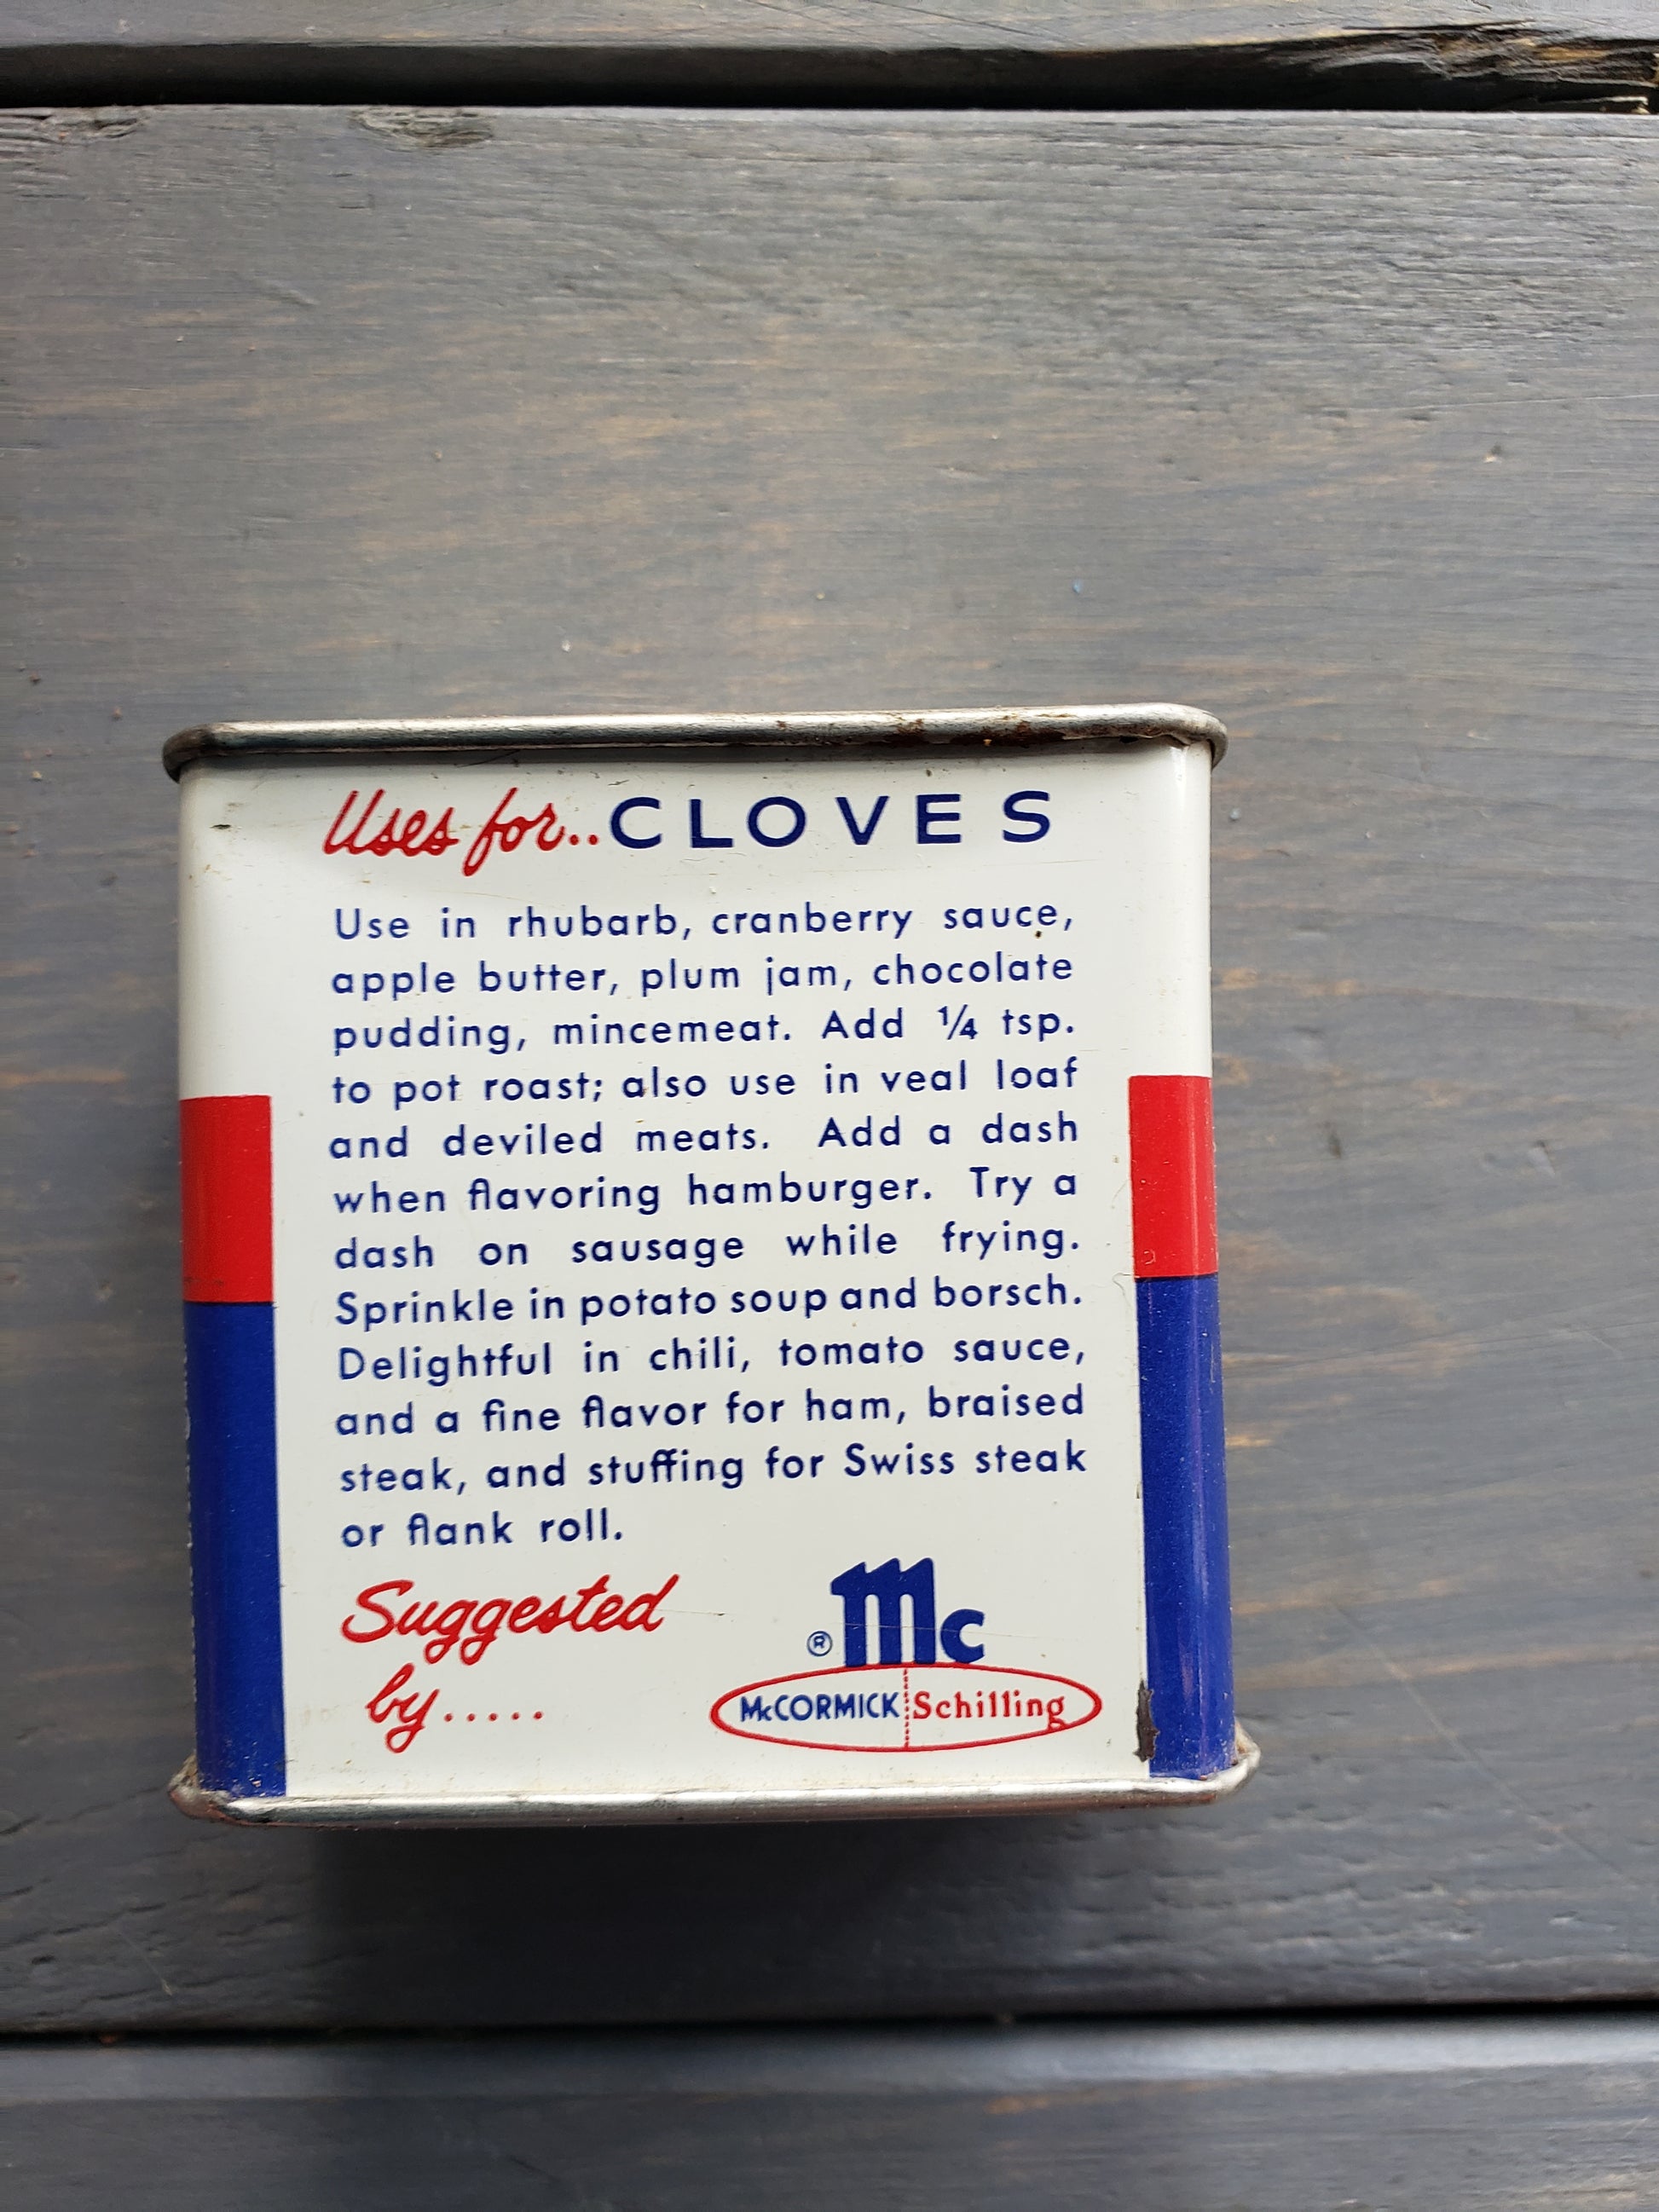 Uses for..CLOVES
Use in rhubarb, cranberry sauce,
apple butter, plum jam, chocolate
pudding, mincemeat. Add ¼ tsp.
to pot roast; also use in veal loaf
and deviled meats. Add a dash
when flavoring hamburger. Try a
dash on sausage while frying.
Sprinkle in potato soup and borsch.
Delightful in chili, tomato sauce,
and a fine flavor for ham, braised
steak, and stuffing for Swiss steak
or flank roll.
Suggested
by.....
® Mc
McCORMICK Schilling